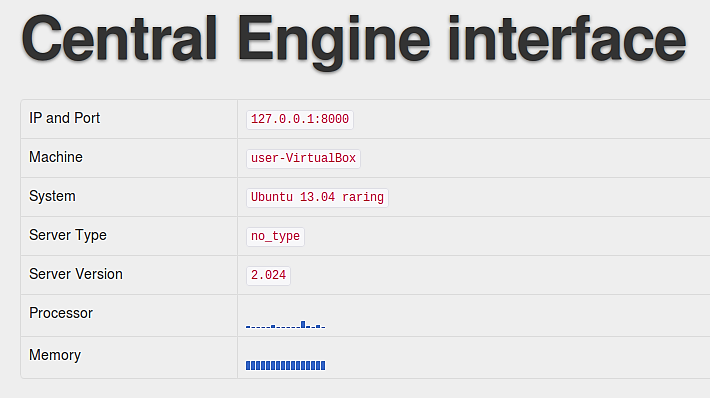 Central Engine interface
IP and Port 127.0.0.1:8000
Machine user-VirtualBox
System Ubuntu 13.04 raring
Server Type no_type
Server Version 2.024
Processor
Memory